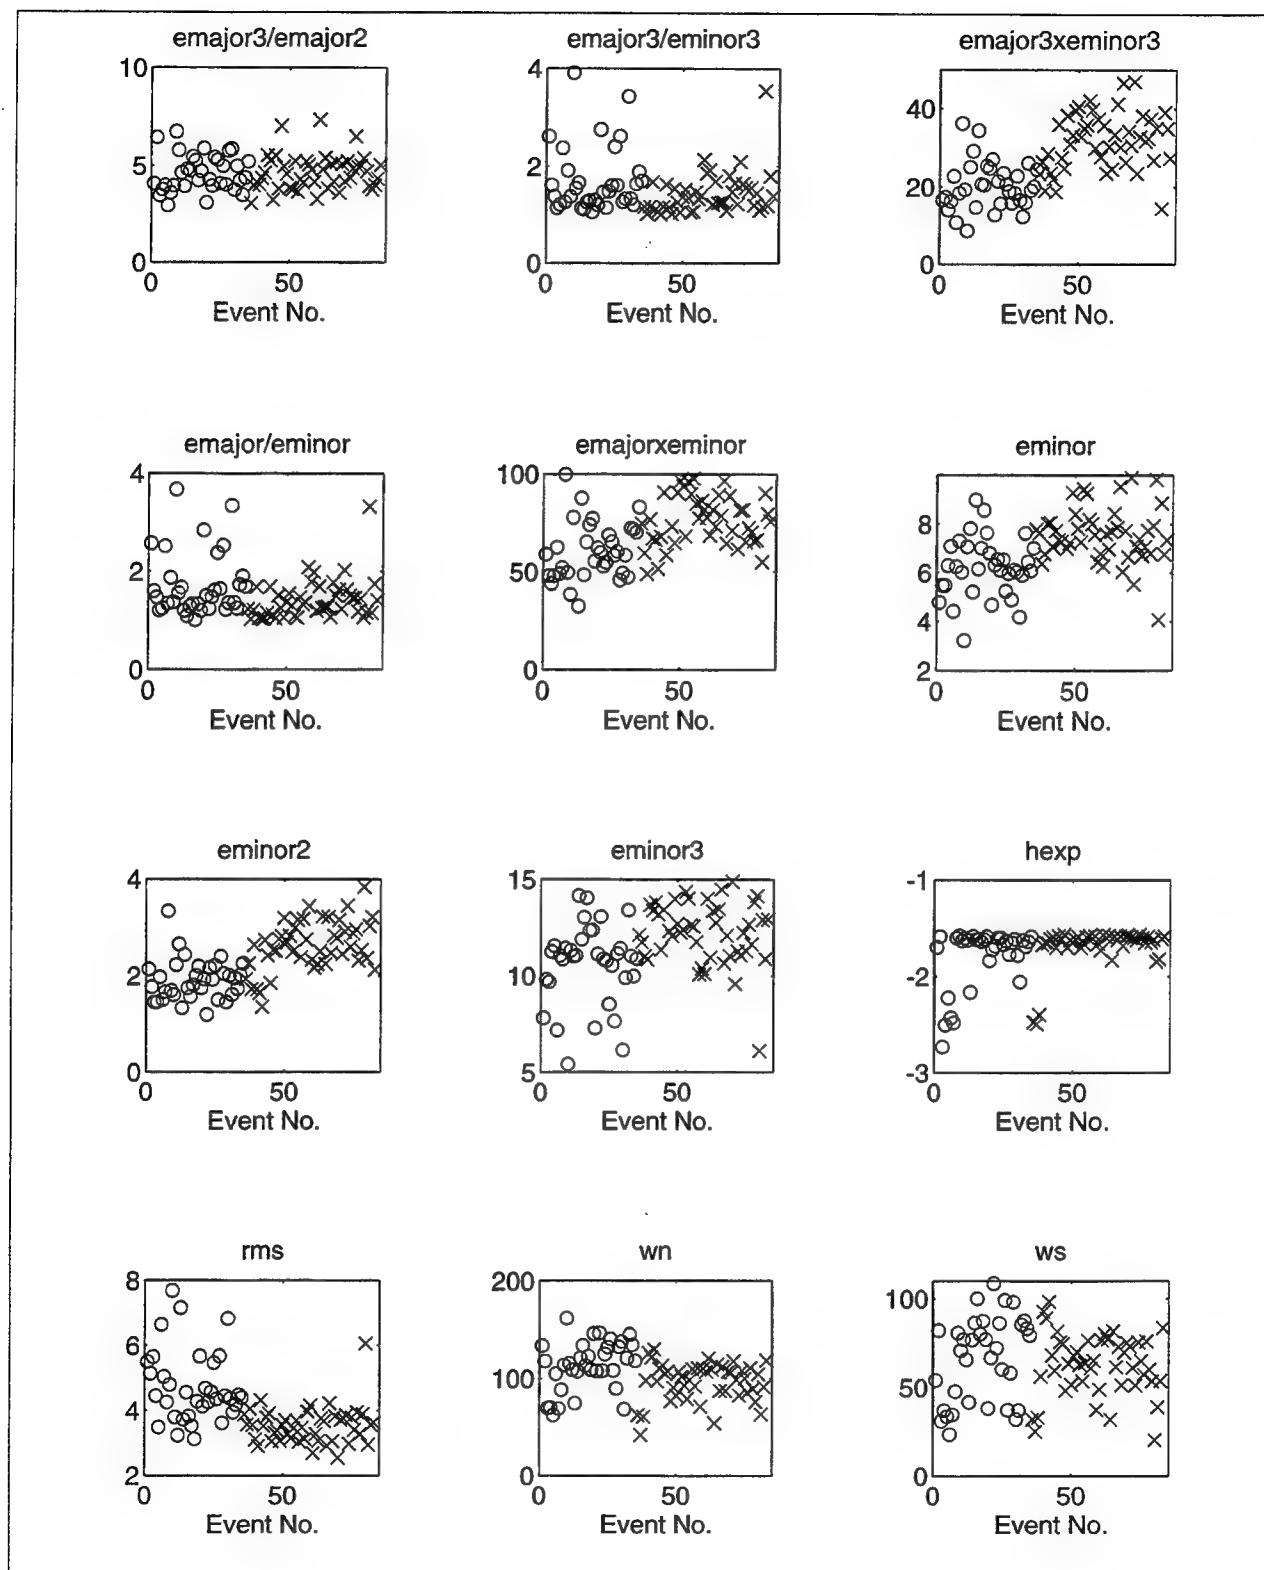 emajor3/emajor2
emajor3/eminor3
emajor3xeminor3
10
5
0
0
50
Event No.
4
2
0
0
50
Event No.
40
20
0
0
50
Event No.
emajor/eminor
emajorxeminor
eminor
4
2
0
0
50
Event No.
100
50
0
0
50
Event No.
8
6
4
2
0
50
Event No.
eminor2
eminor3
hexp
4
2
0
0
50
Event No.
15
10
5
0
50
Event No.
-1
-2
-3
0
50
Event No.
rms
wn
ws
8
6
4
2
0
50
Event No.
200
100
0
0
50
Event No.
100
50
0
0
50
Event No.